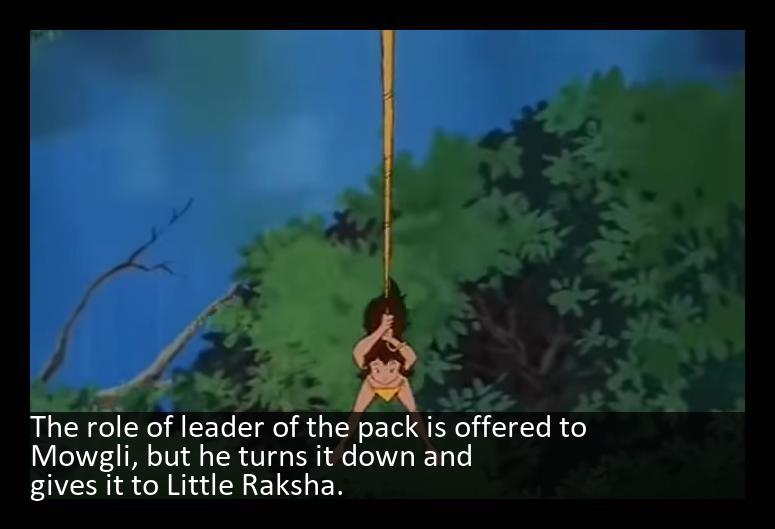 The role of leader of the pack is offered to
Mowgli, but he turns it down and
gives it to Little Raksha.